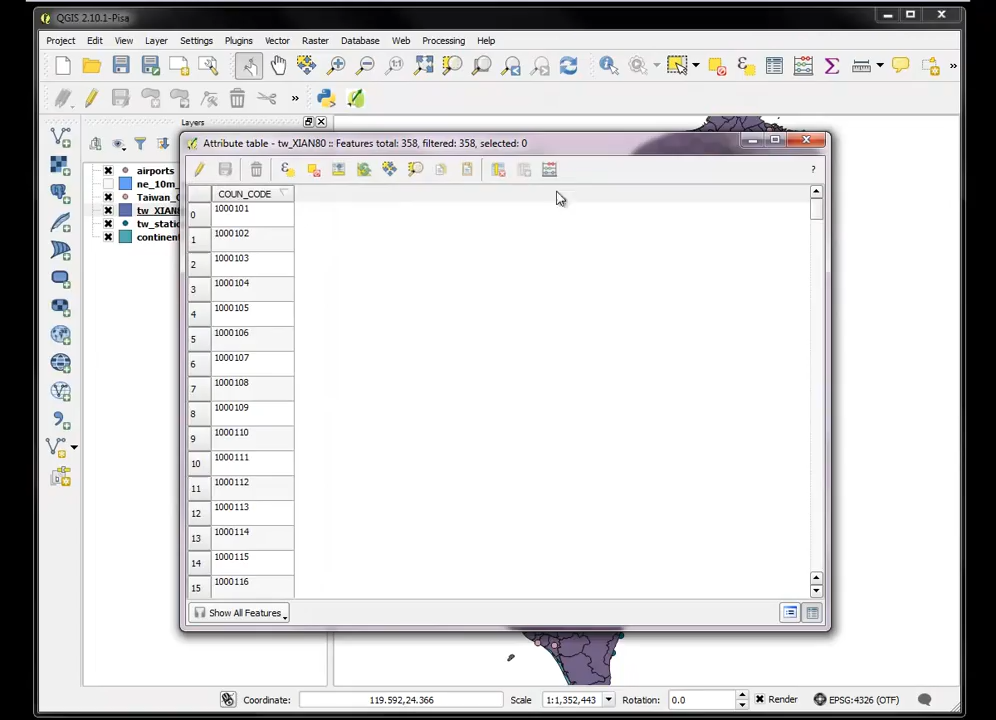 QGIS 2.10.1-Pisa
Project Edit View Layer Settings Plugins Vector Raster Database Web Processing Help
Layers
Attribute table - tw_XIAN80 :: Features total: 358, filtered: 358, selected: 0
airports
ne_10m_
Taiwan_
tw_XIAN
tw_stati
continen
?
COUN_CODE
0 1000101
1 1000102
2 1000103
3 1000104
4 1000105
5 1000106
6 1000107
7 1000108
8 1000109
9 1000110
10 1000111
11 1000112
12 1000113
13 1000114
14 1000115
15 1000116
Show All Features
Coordinate: 119.592,24.366 Scale 1:1,352,443 Rotation: 0.0 Render EPSG:4326 (OTF)